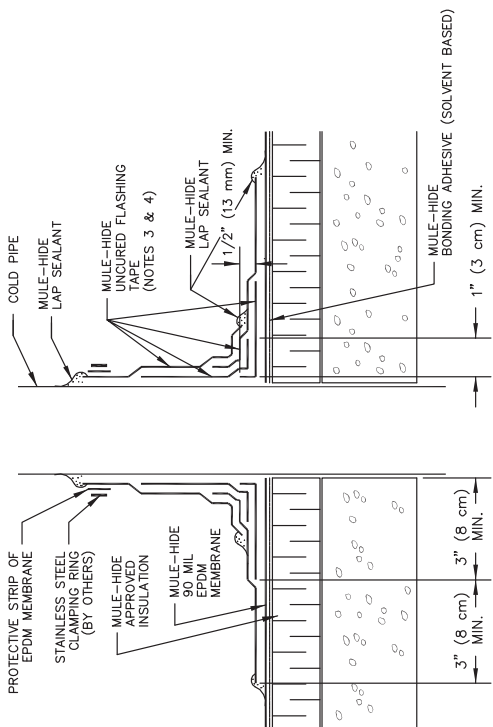 COLD PIPE
MULE-HIDE
LAP SEALANT
MULE-HIDE
UNCURED FLASHING
TAPE
(NOTES 3 & 4)
MULE-HIDE
LAP SEALANT
1/2" (13 mm) MIN.
MULE-HIDE
BONDING ADHESIVE (SOLVENT BASED)
1" (3 cm) MIN.
PROTECTIVE STRIP OF
EPDM MEMBRANE
STAINLESS STEEL
CLAMPING RING
(BY OTHERS)
MULE-HIDE
APPROVED
INSULATION
MULE-HIDE
90 MIL
EPDM
MEMBRANE
3" (8 cm)
MIN.
3" (8 cm)
MIN.